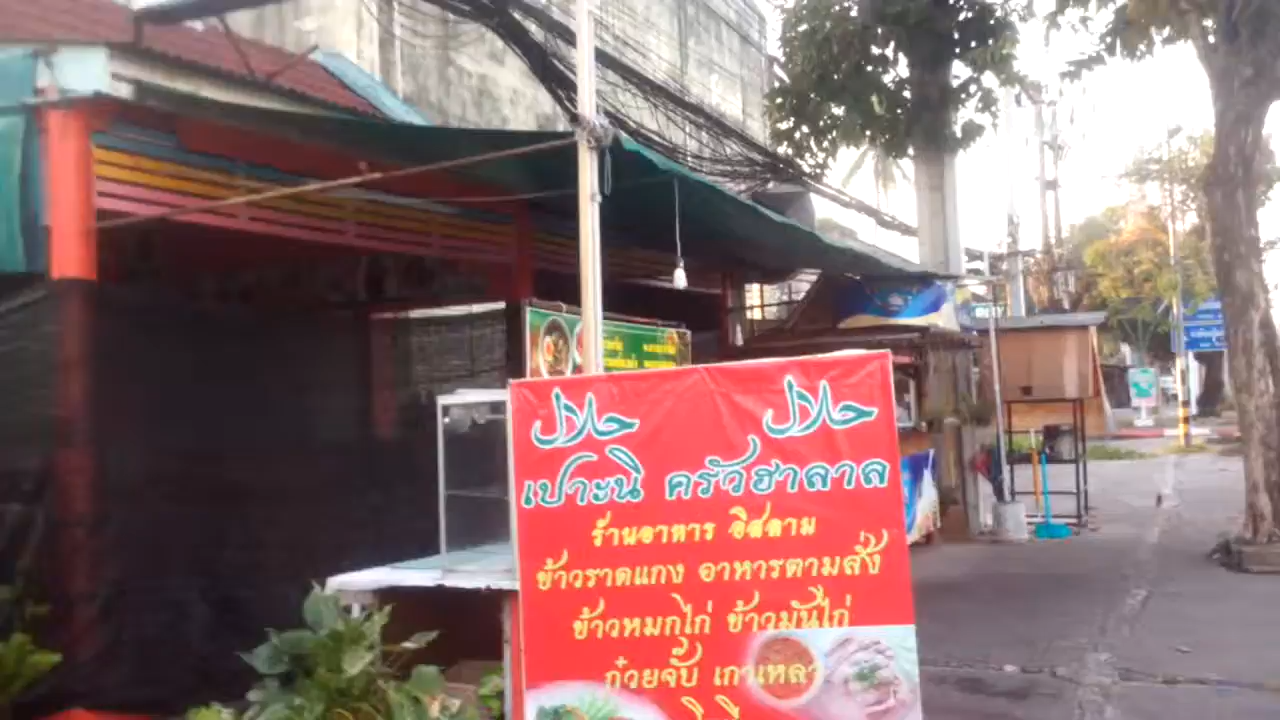 حلال حلال
เปาะนิ ครัวฮาลาล
ร้านอาหาร อิสลาม
ข้าวราดแกง อาหารตามสั่ง
ข้าวหมกไก่ ข้าวมันไก่
ก๋วยจั๊บ เกาเหลา